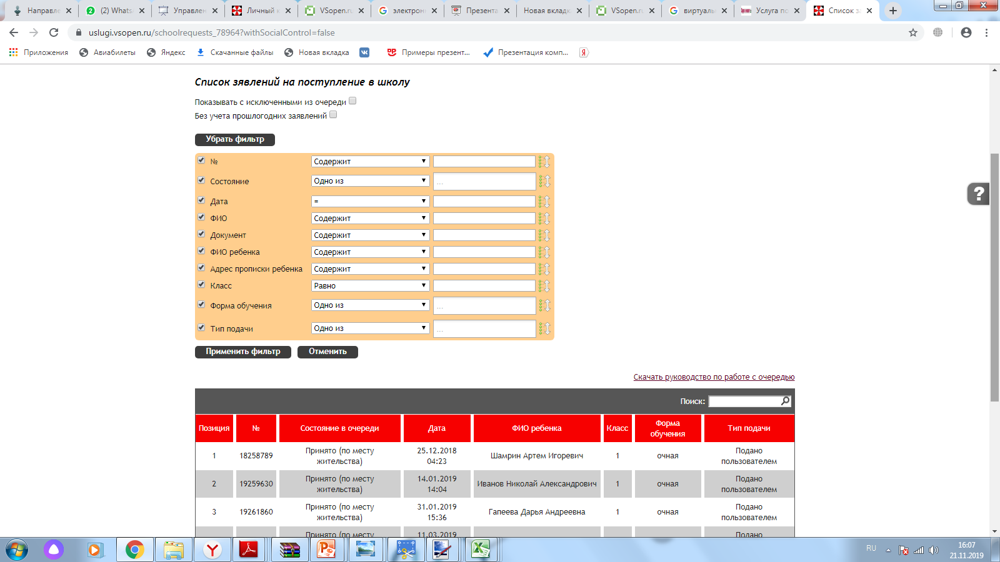 Направле
(2) Whats
Управлен
Личный к
VSopen.ru
электрон
Презента
Новая вкладк
VSopen.ru
виртуаль
Услуга по
Список за
uslugi.vsopen.ru/schoolrequests_78964?withSocialControl=false
Приложения
Авиабилеты
Яндекс
Скачанные файлы
Новая вкладка
Примеры презент...
Презентация комп...
Я
Список зявлений на поступление в школу
Показывать с исключенными из очереди
Без учета прошлогодних заявлений
Убрать фильтр
№ Содержит
Состояние Одно из ...
Дата =
ФИО Содержит
Документ Содержит
ФИО ребенка Содержит
Адрес прописки ребенка Содержит
Класс Равно
Форма обучения Одно из ...
Тип подачи Одно из ...
Применить фильтр Отменить
?
Скачать руководство по работе с очередью
Поиск:
Позиция № Состояние в очереди Дата ФИО ребенка Класс Форма обучения Тип подачи
1 18258789 Принято (по месту жительства) 25.12.2018 04:23 Шамрин Артем Игоревич 1 очная Подано пользователем
2 19259630 Принято (по месту жительства) 14.01.2019 14:04 Иванов Николай Александрович 1 очная Подано пользователем
3 19261860 Принято (по месту жительства) 31.01.2019 15:36 Гапеева Дарья Андреевна 1 очная Подано пользователем
Принято (по месту 11.03.2019 Подано
RU
16:07
21.11.2019